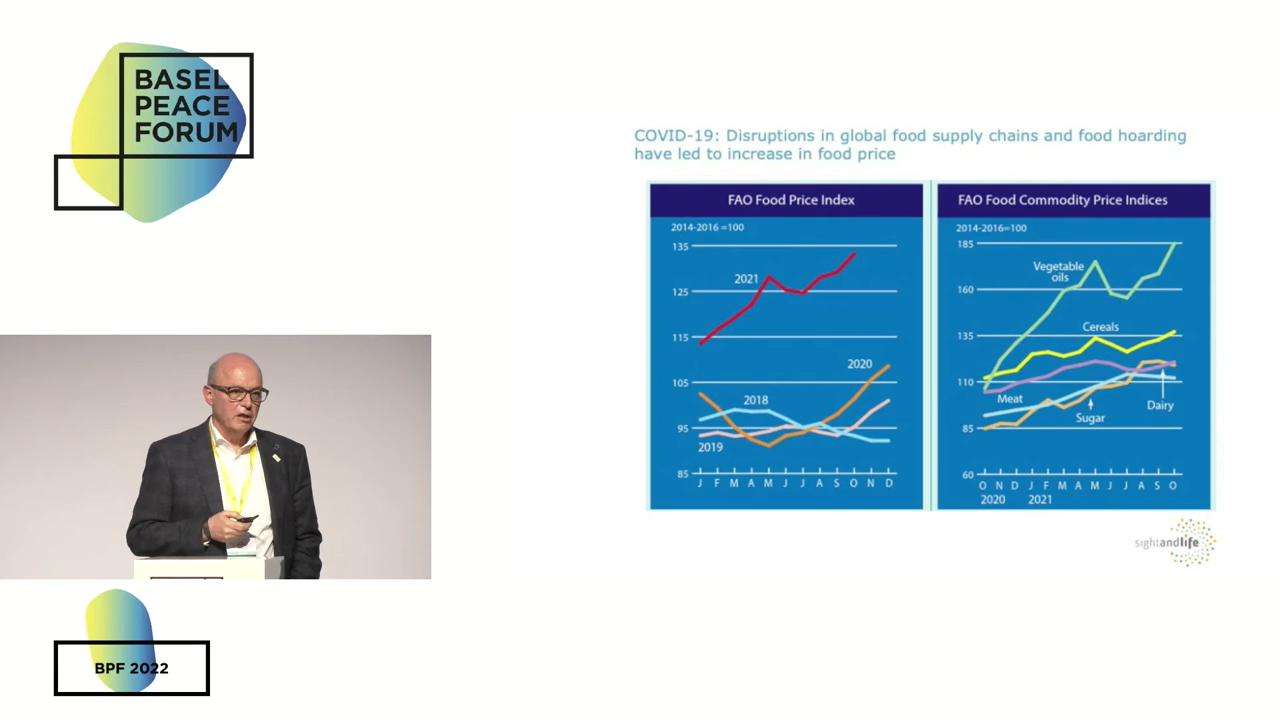 BASEL
PEACE
FORUM
COVID-19: Disruptions in global food supply chains and food hoarding
have led to increase in food price
FAO Food Price Index
2014-2016 =100
135
125
115
105
95
85
2021
2020
2018
2019
J F M A M J J A S O N D
FAO Food Commodity Price Indices
2014-2016=100
185
160
135
110
85
60
Vegetable
oils
Cereals
Meat
Sugar
Dairy
O N D J F M A M J J A S O
2020 2021
sightandlife
BPF 2022